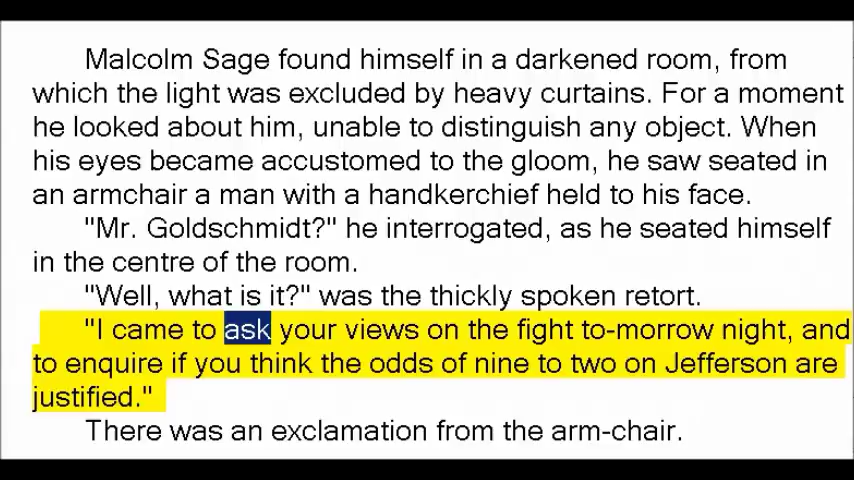 Malcolm Sage found himself in a darkened room, from
which the light was excluded by heavy curtains. For a moment
he looked about him, unable to distinguish any object. When
his eyes became accustomed to the gloom, he saw seated in
an armchair a man with a handkerchief held to his face.
"Mr. Goldschmidt?" he interrogated, as he seated himself
in the centre of the room.
"Well, what is it?" was the thickly spoken retort.
"I came to ask your views on the fight to-morrow night, and
to enquire if you think the odds of nine to two on Jefferson are
justified."
There was an exclamation from the arm-chair.